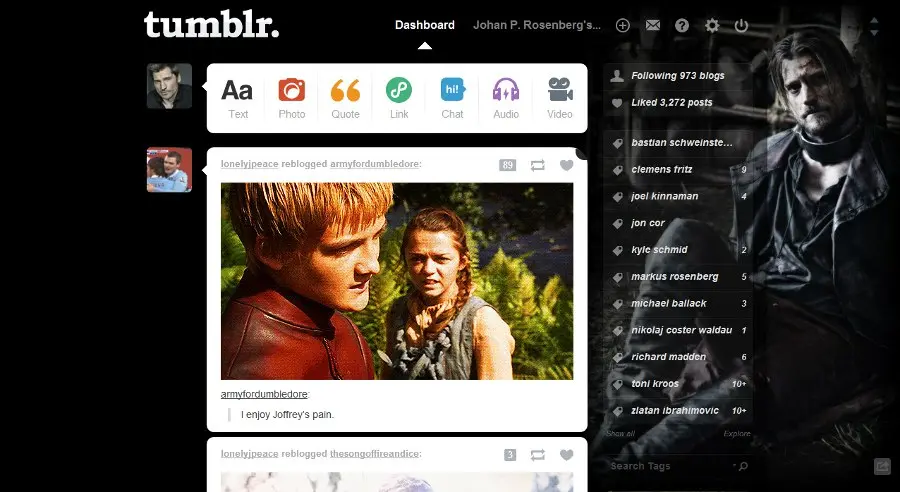 tumblr.
Dashboard
Johan P. Rosenberg's...
hi!
Aa
Text
Photo
Quote
Link
Chat
Audio
Video
Following 973 blogs
Liked 3,272 posts
bastian schweinste...
clemens fritz 9
joel kinnaman 4
jon cor
kyle schmid 2
markus rosenberg 5
michael ballack 3
nikolaj coster waldau 1
richard madden 6
toni kroos 10+
zlatan ibrahimovic 10+
Show all Explore
Search Tags
lonelyjpeace reblogged armyfordumbledore: 89
armyfordumbledore:
I enjoy Joffrey's pain.
lonelyjpeace reblogged thesongoffireandice: 3